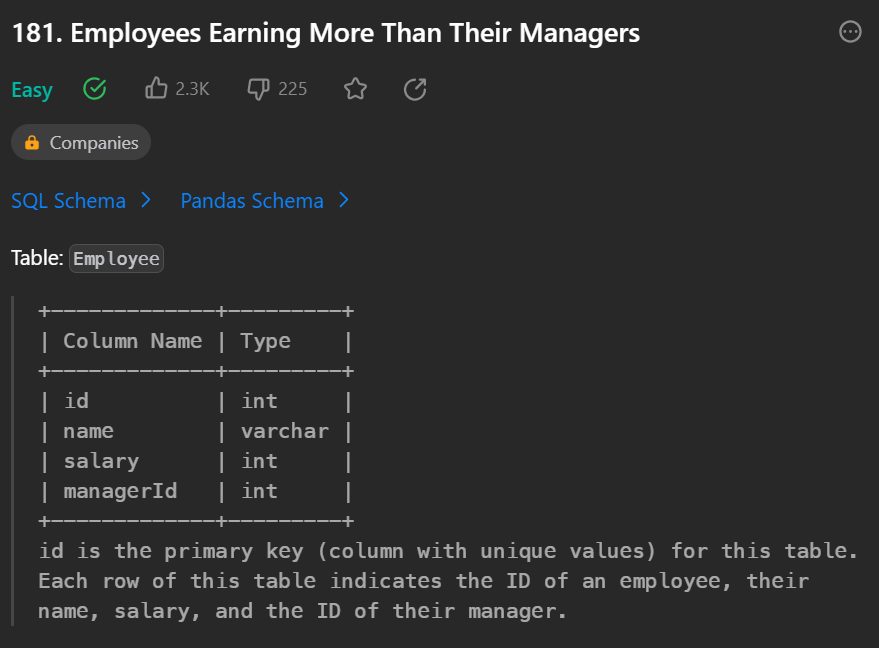 181. Employees Earning More Than Their Managers
Easy 2.3K 225
Companies
SQL Schema > Pandas Schema >
Table: Employee
+-------------+---------+
| Column Name | Type    |
+-------------+---------+
| id          | int     |
| name        | varchar |
| salary      | int     |
| managerId   | int     |
+-------------+---------+
id is the primary key (column with unique values) for this table.
Each row of this table indicates the ID of an employee, their
name, salary, and the ID of their manager.